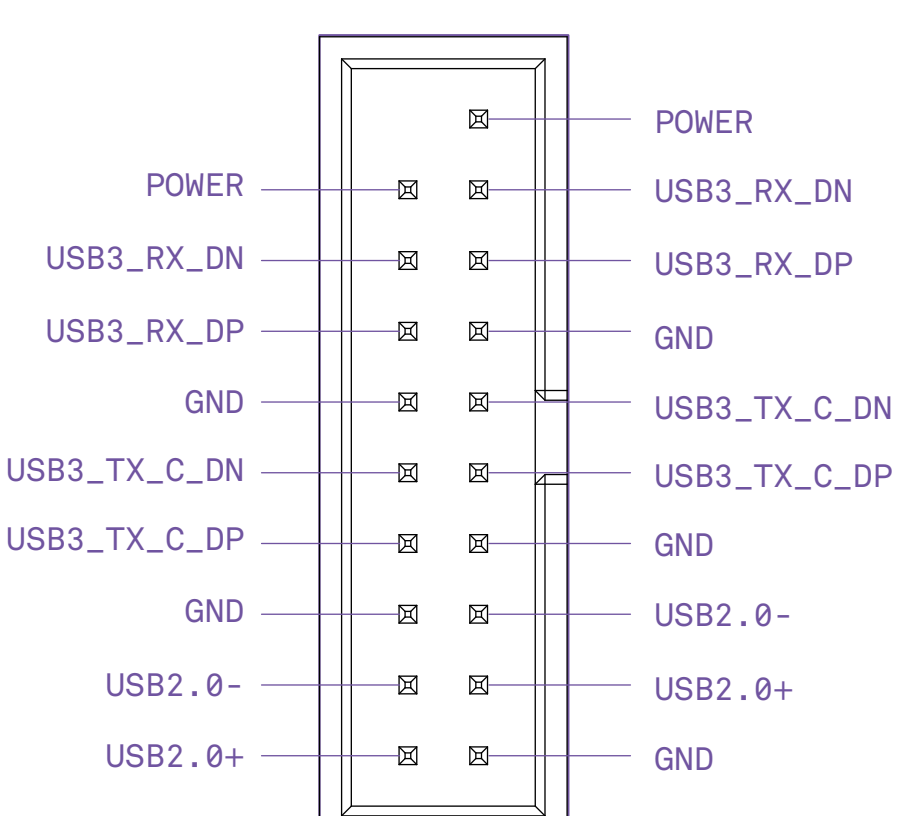 POWER
POWER
USB3_RX_DN
USB3_RX_DN
USB3_RX_DP
USB3_RX_DP
GND
GND
USB3_TX_C_DN
USB3_TX_C_DN
USB3_TX_C_DP
USB3_TX_C_DP
GND
GND
USB2.0-
USB2.0-
USB2.0+
USB2.0+
GND